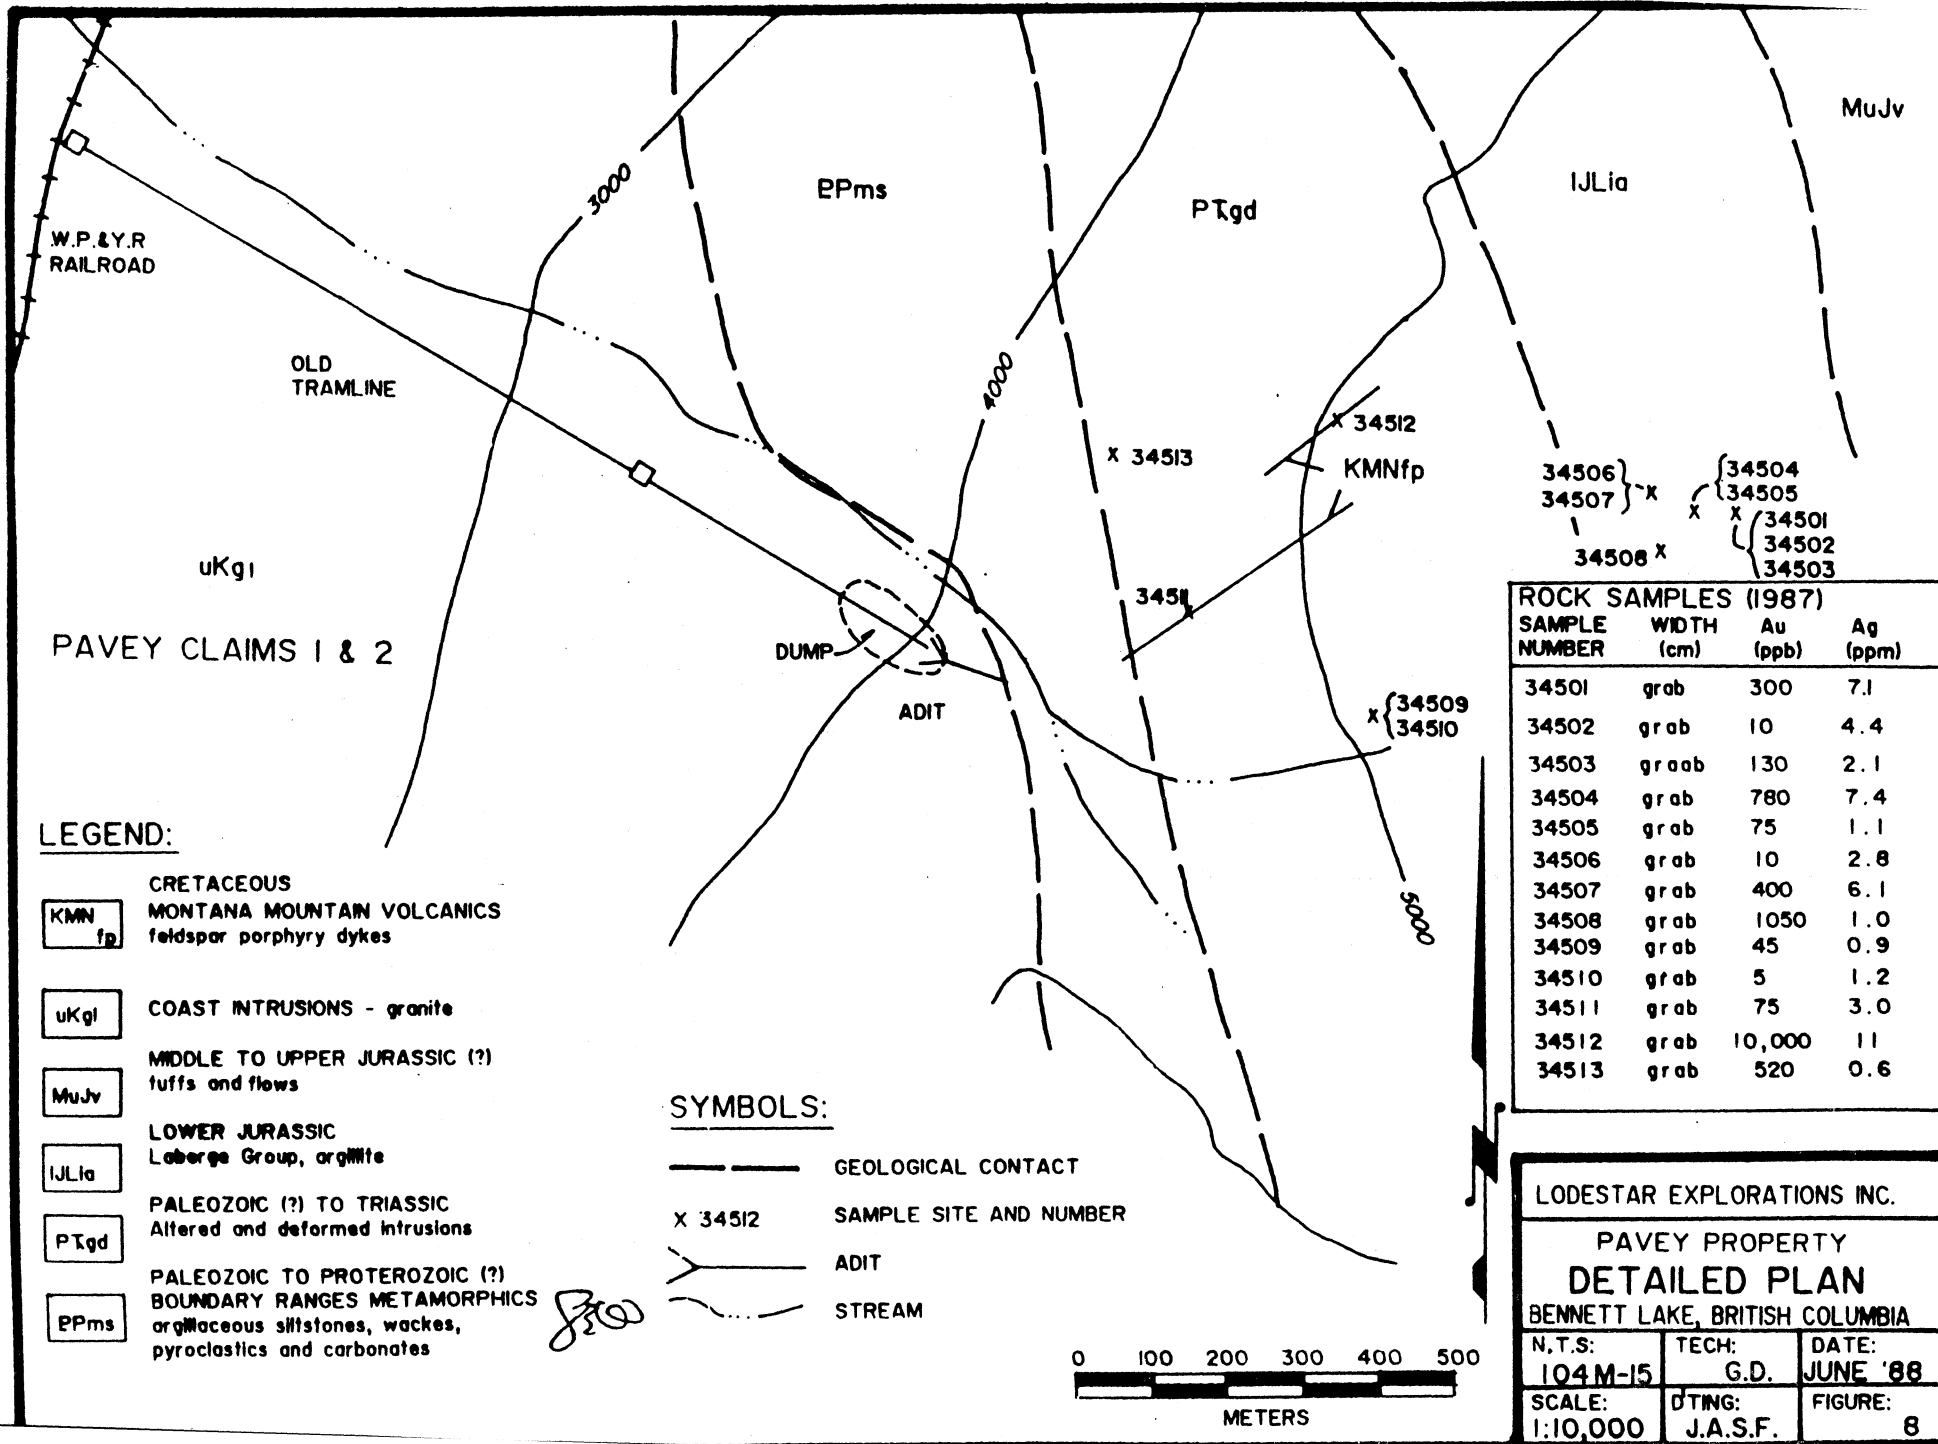 MuJv
IJLia
PPms
PTgd
3000
W.P.&Y.R
RAILROAD
OLD
TRAMLINE
4000
x 34512
x 34513
KMNfp
34506
34507
x
34504
34505
x
x
34501
34502
34503
34508 x
34511
uKgl
PAVEY CLAIMS 1 & 2
DUMP
ADIT
x 34509
34510
5000
ROCK SAMPLES (1987)
SAMPLE NUMBER WIDTH (cm) Au (ppb) Ag (ppm)
34501 grab 300 7.1
34502 grab 10 4.4
34503 graab 130 2.1
34504 grab 780 7.4
34505 grab 75 1.1
34506 grab 10 2.8
34507 grab 400 6.1
34508 grab 1050 1.0
34509 grab 45 0.9
34510 grab 5 1.2
34511 grab 75 3.0
34512 grab 10,000 11
34513 grab 520 0.6
LEGEND:
CRETACEOUS
KMN fp MONTANA MOUNTAIN VOLCANICS
feldspar porphyry dykes
uKgl COAST INTRUSIONS - granite
MIDDLE TO UPPER JURASSIC (?)
MuJv tuffs and flows
LOWER JURASSIC
IJLia Laberge Group, argillite
PALEOZOIC (?) TO TRIASSIC
PTgd Altered and deformed intrusions
PALEOZOIC TO PROTEROZOIC (?)
BOUNDARY RANGES METAMORPHICS
PPms argillaceous siltstones, wackes,
pyroclastics and carbonates
SYMBOLS:
GEOLOGICAL CONTACT
x 34512 SAMPLE SITE AND NUMBER
ADIT
STREAM
0 100 200 300 400 500
METERS
LODESTAR EXPLORATIONS INC.
PAVEY PROPERTY
DETAILED PLAN
BENNETT LAKE, BRITISH COLUMBIA
N.T.S: 104M-15 TECH: G.D. DATE: JUNE '88
SCALE: 1:10,000 DTING: J.A.S.F. FIGURE: 8